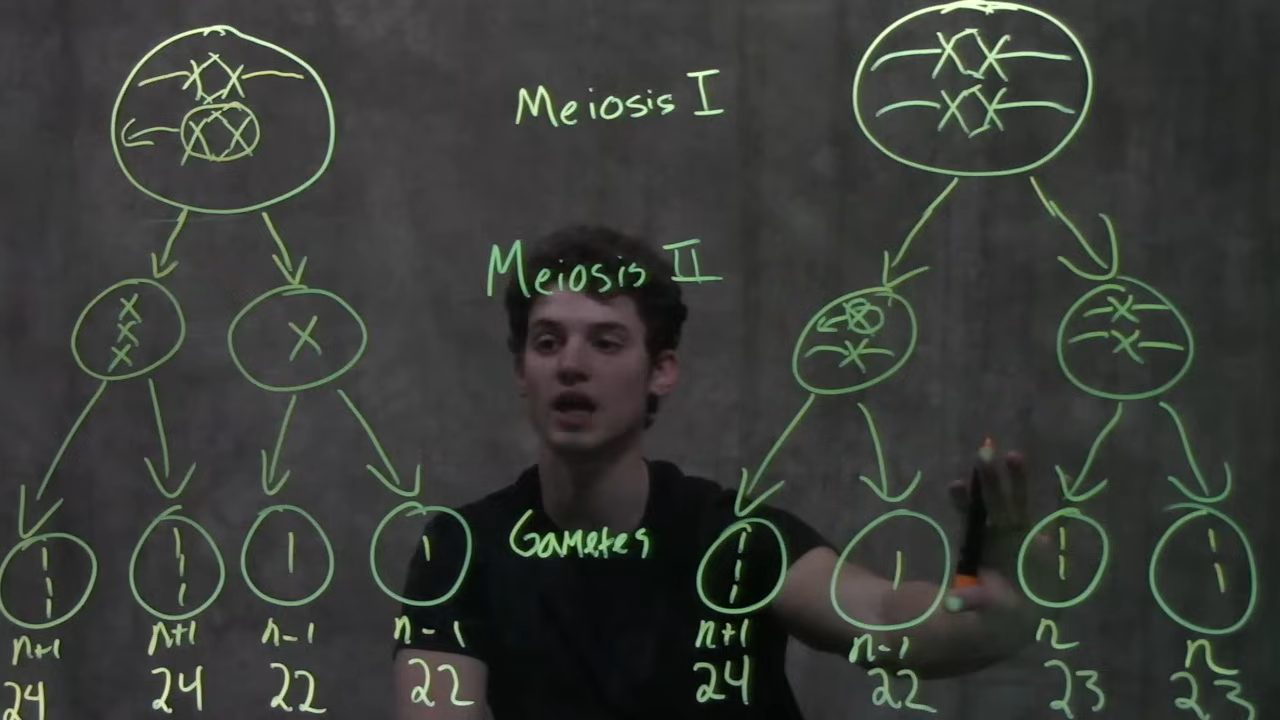 Meiosis I
Meiosis II
Gametes
n+1 n+1 n-1 n-1 n+1 n-1 n n
24 24 22 22 24 22 23 23